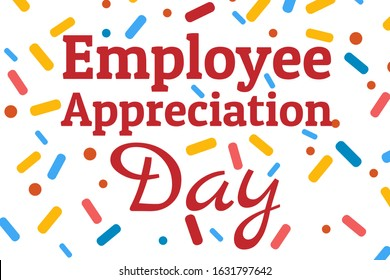 Employee
Appreciation
Day
shutterstock.com · 1631797642